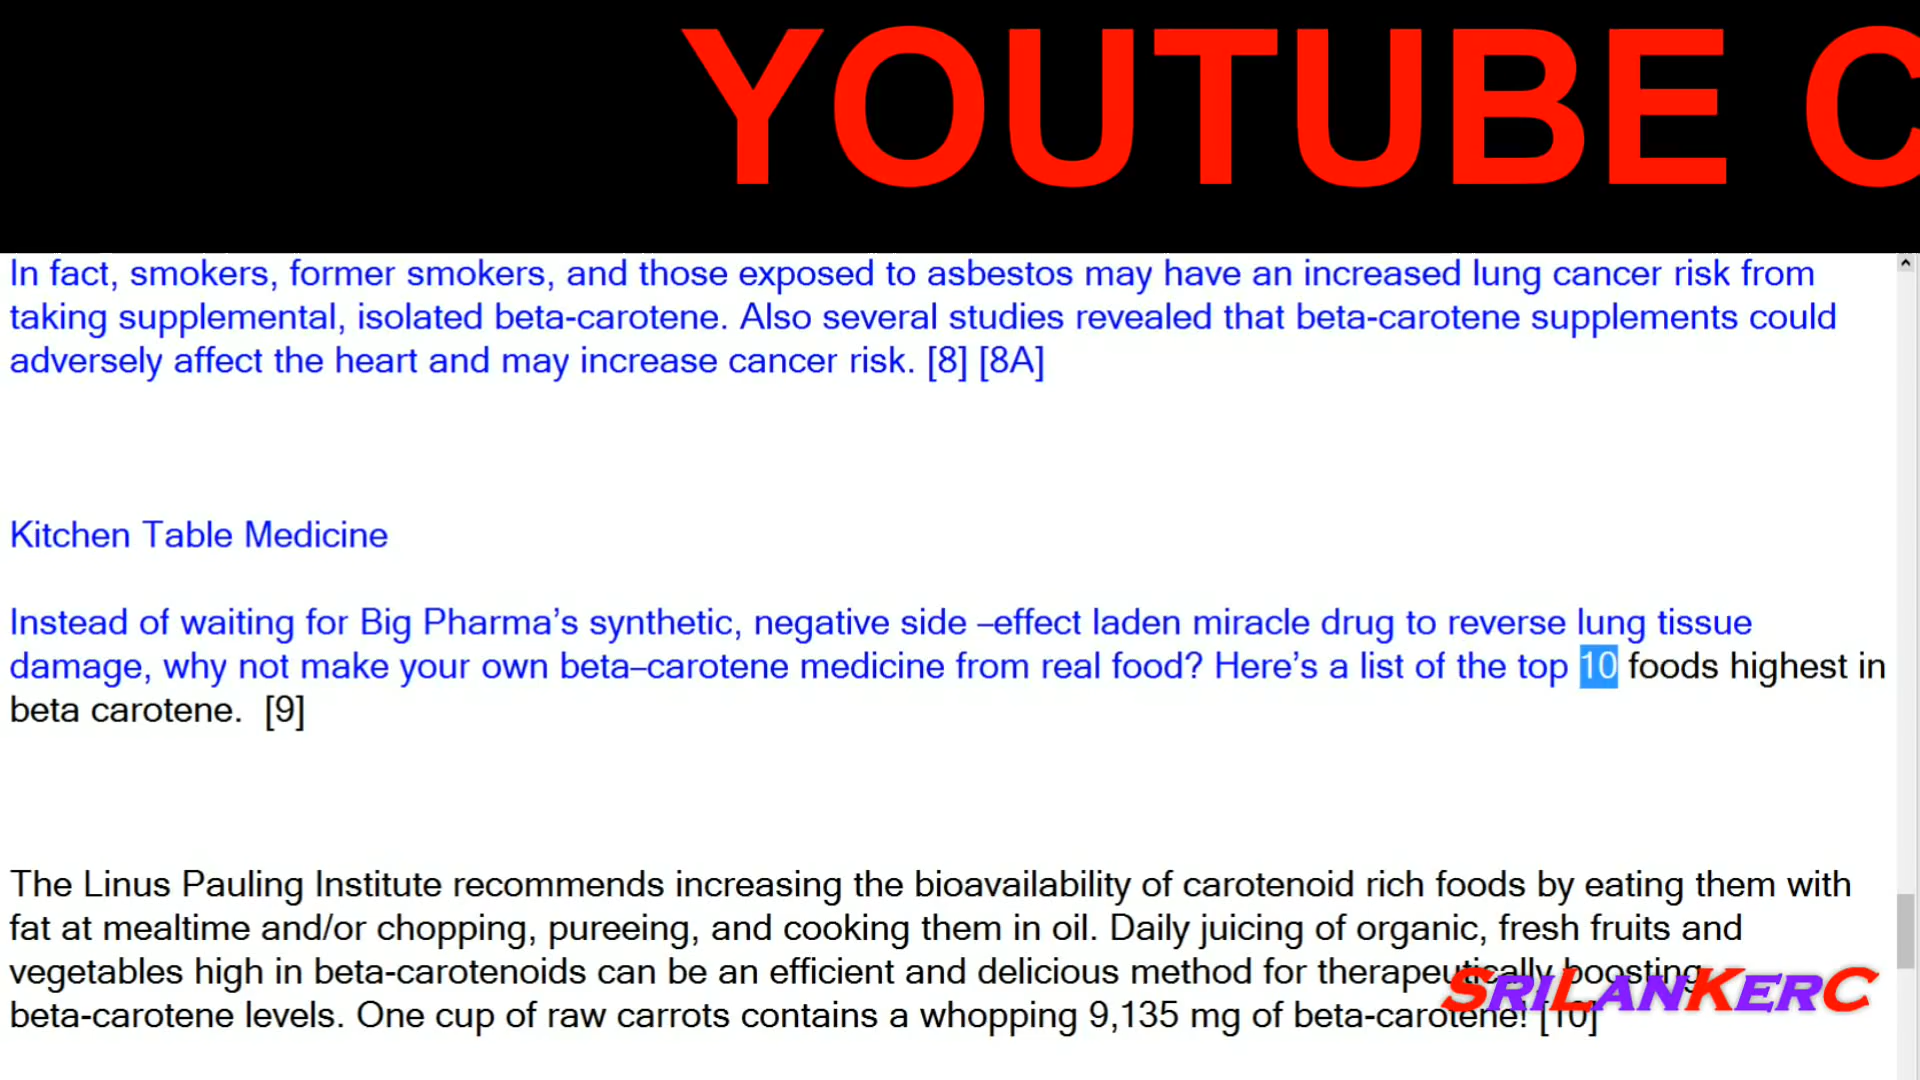 YOUTUBE C
In fact, smokers, former smokers, and those exposed to asbestos may have an increased lung cancer risk from
taking supplemental, isolated beta-carotene. Also several studies revealed that beta-carotene supplements could
adversely affect the heart and may increase cancer risk. [8] [8A]
Kitchen Table Medicine
Instead of waiting for Big Pharma’s synthetic, negative side –effect laden miracle drug to reverse lung tissue
damage, why not make your own beta–carotene medicine from real food? Here’s a list of the top 10 foods highest in
beta carotene.  [9]
The Linus Pauling Institute recommends increasing the bioavailability of carotenoid rich foods by eating them with
fat at mealtime and/or chopping, pureeing, and cooking them in oil. Daily juicing of organic, fresh fruits and
vegetables high in beta-carotenoids can be an efficient and delicious method for therapeutically boosting
beta-carotene levels. One cup of raw carrots contains a whopping 9,135 mg of beta-carotene! [10]
SRILANKERC